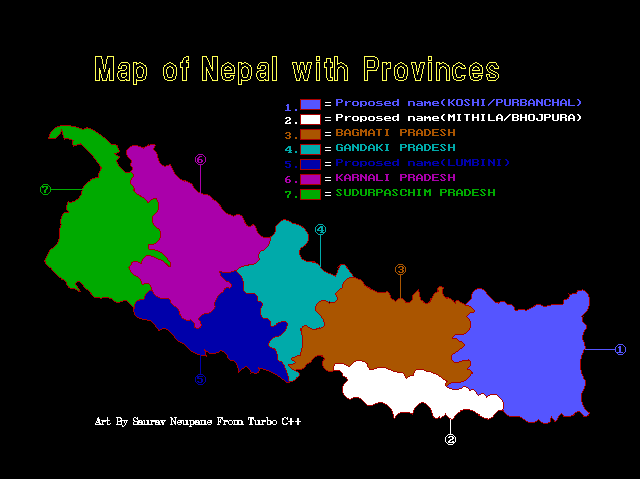 Map of Nepal with Provinces
1. = Proposed name(KOSHI/PURBANCHAL)
2. = Proposed name(MITHILA/BHOJPURA)
3. = BAGMATI PRADESH
4. = GANDAKI PRADESH
5. = Proposed name(LUMBINI)
6. = KARNALI PRADESH
7. = SUDURPASCHIM PRADESH
6
7
4
3
1
5
Art By Saurav Neupane From Turbo C++
2